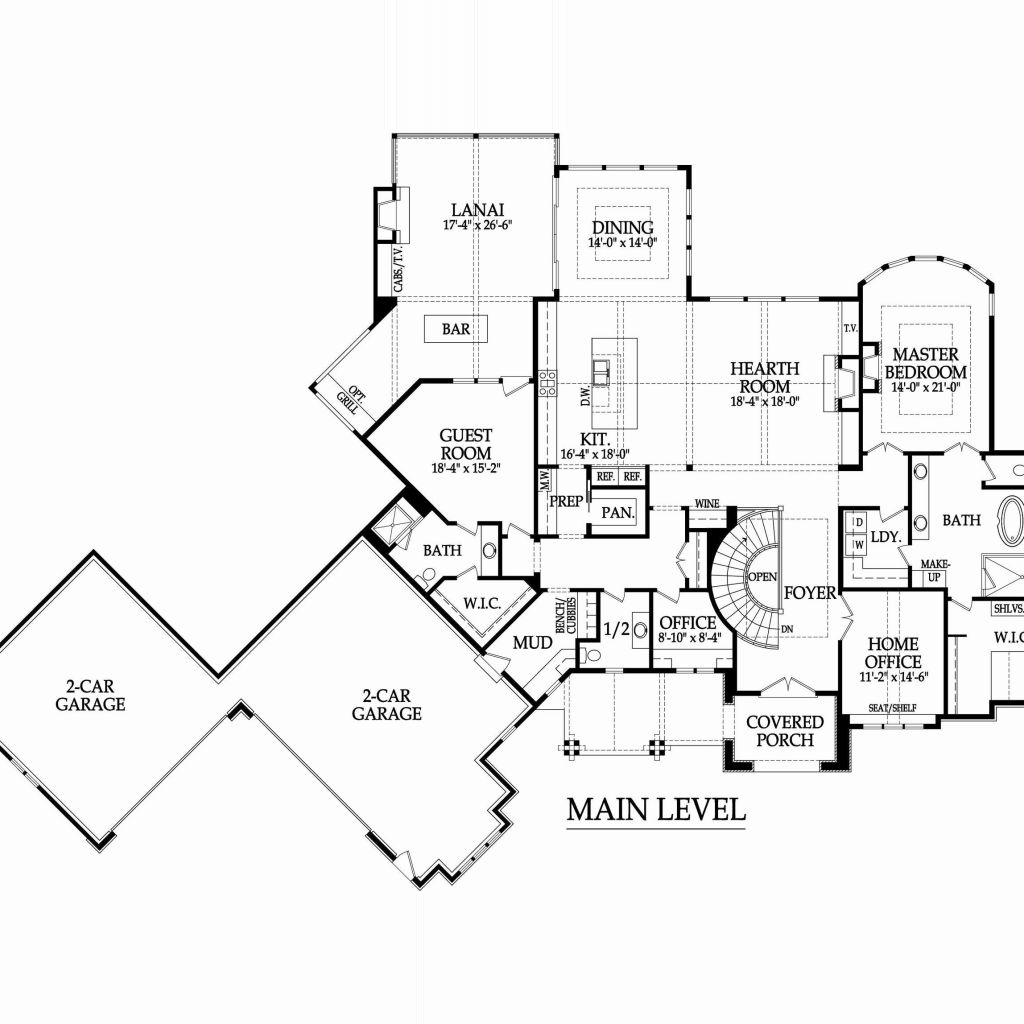 LANAI
17'-4" x 26'-6"
CABS./T.V.
DINING
14'-0" x 14'-0"
BAR
T.V.
OPT.
GRILL
D.W.
HEARTH
ROOM
18'-4" x 18'-0"
MASTER
BEDROOM
14'-0" x 21'-0"
GUEST
ROOM
18'-4" x 15'-2"
KIT.
16'-4" x 18'-0"
M.W.
REF.
REF.
PREP
PAN.
WINE
BATH
D
W
LDY.
BATH
MAKE-
UP
OPEN
FOYER
DN
W.I.C.
BENCH/
CUBBIES
MUD
1/2
OFFICE
8'-10" x 8'-4"
SHLVS.
W.I.C
HOME
OFFICE
11'-2" x 14'-6"
SEAT/SHELF
2-CAR
GARAGE
2-CAR
GARAGE
COVERED
PORCH
MAIN LEVEL